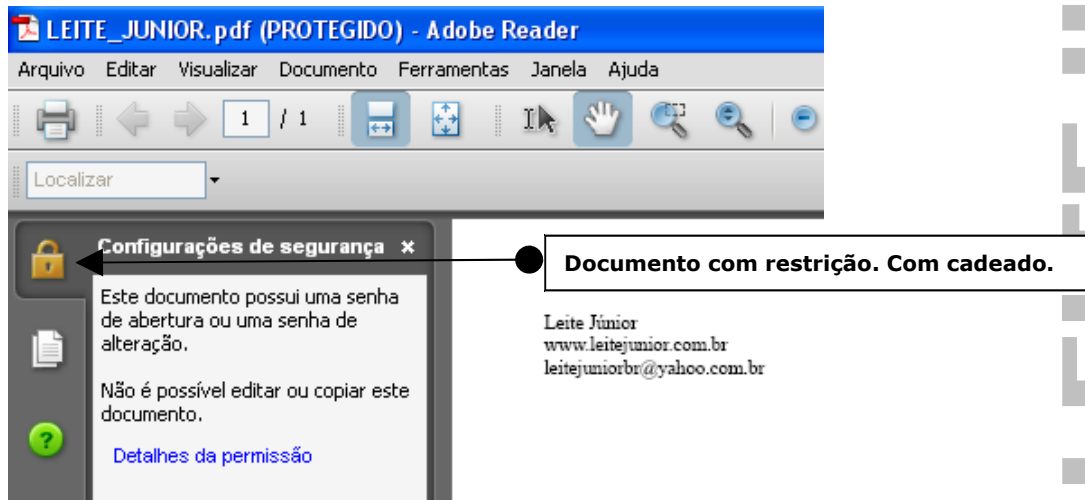 LEITE_JUNIOR.pdf (PROTEGIDO) - Adobe Reader
Arquivo Editar Visualizar Documento Ferramentas Janela Ajuda
1 / 1
Localizar
Configurações de segurança
Documento com restrição. Com cadeado.
Este documento possui uma senha
de abertura ou uma senha de
alteração.
Não é possível editar ou copiar este
documento.
Detalhes da permissão
Leite Júnior
www.leitejunior.com.br
leitejuniorbr@yahoo.com.br